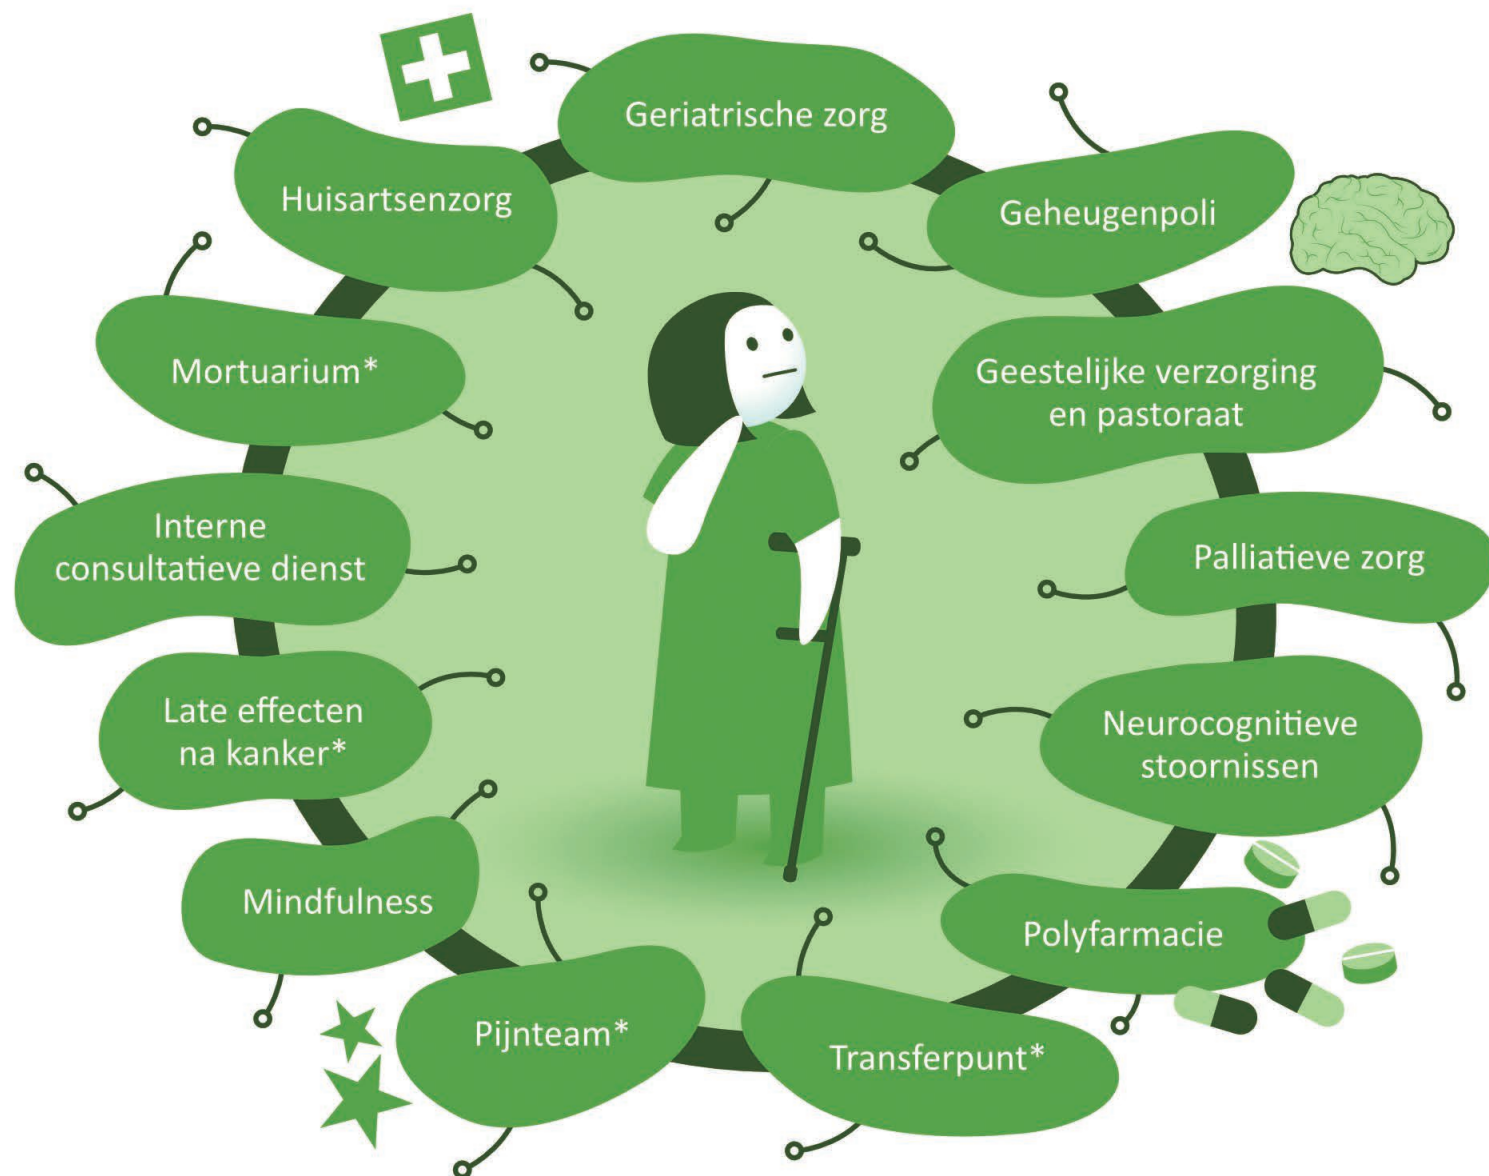 Geriatrische zorg
Huisartsenzorg
Geheugenpoli
Mortuarium*
Geestelijke verzorging
en pastoraat
Interne
consultatieve dienst
Palliatieve zorg
Late effecten
na kanker*
Neurocognitieve
stoornissen
Mindfulness
Polyfarmacie
Pijnteam*
Transferpunt*